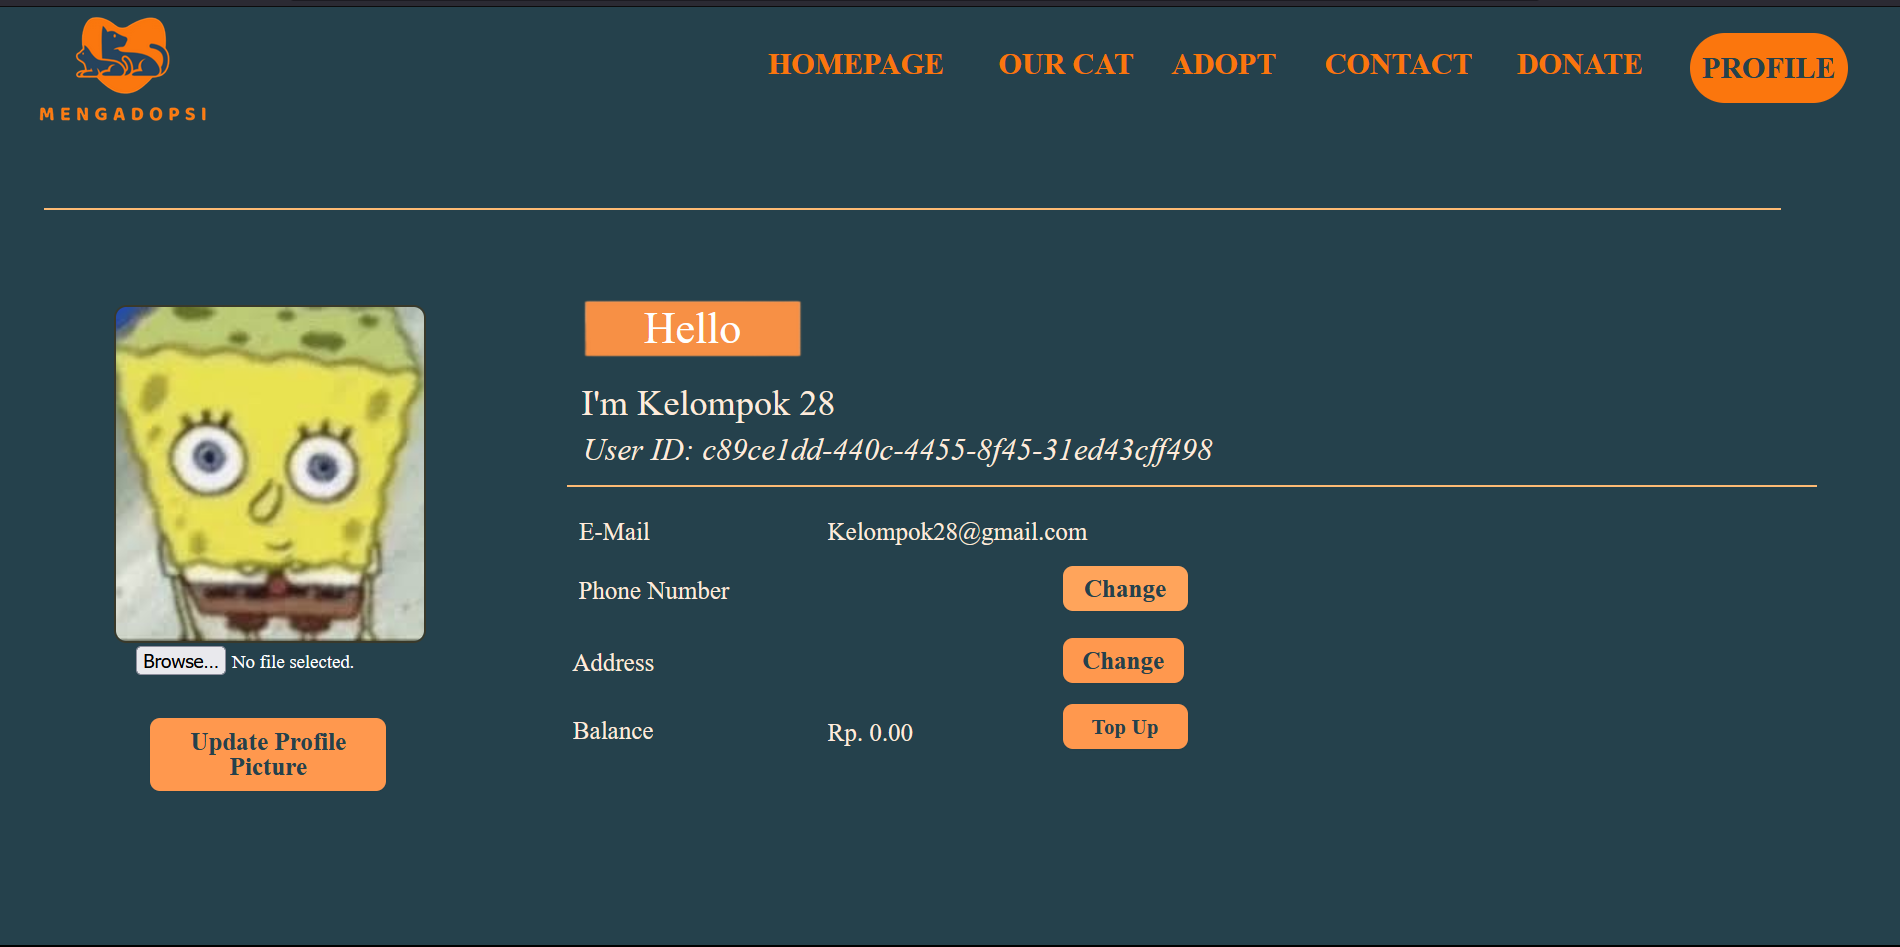 MENGADOPSI
HOMEPAGE OUR CAT ADOPT CONTACT DONATE PROFILE
Hello
I'm Kelompok 28
User ID: c89ce1dd-440c-4455-8f45-31ed43cff498
E-Mail Kelompok28@gmail.com
Phone Number Change
Address Change
Balance Rp. 0.00 Top Up
Browse... No file selected.
Update Profile
Picture